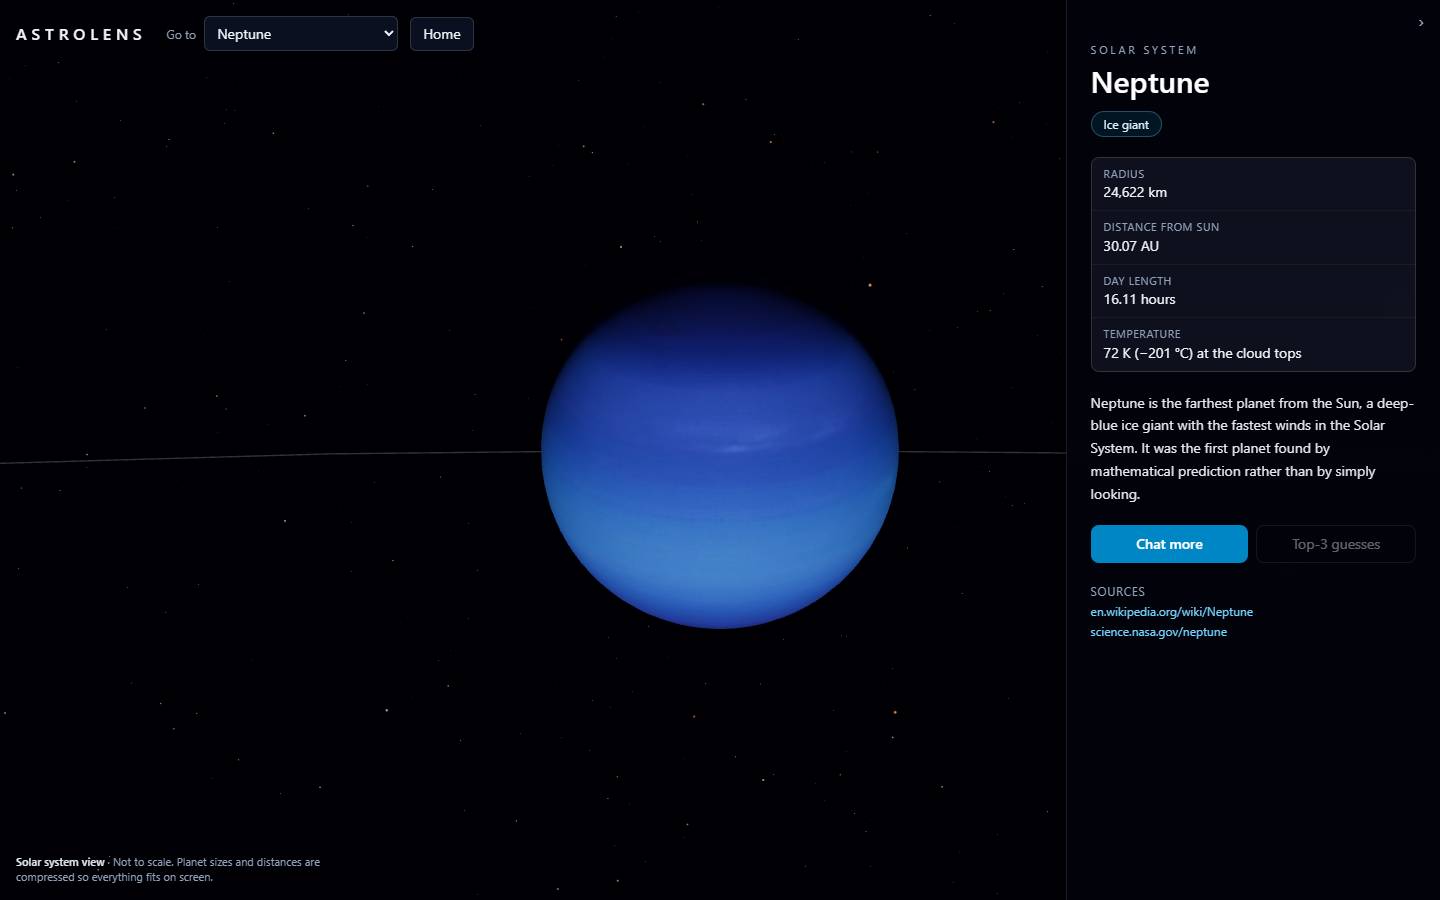 ASTROLENS Go to Neptune Home
›
SOLAR SYSTEM
Neptune
Ice giant
RADIUS
24,622 km
DISTANCE FROM SUN
30.07 AU
DAY LENGTH
16.11 hours
TEMPERATURE
72 K (−201 °C) at the cloud tops
Neptune is the farthest planet from the Sun, a deep-
blue ice giant with the fastest winds in the Solar
System. It was the first planet found by
mathematical prediction rather than by simply
looking.
Chat more Top-3 guesses
SOURCES
en.wikipedia.org/wiki/Neptune
science.nasa.gov/neptune
Solar system view · Not to scale. Planet sizes and distances are
compressed so everything fits on screen.